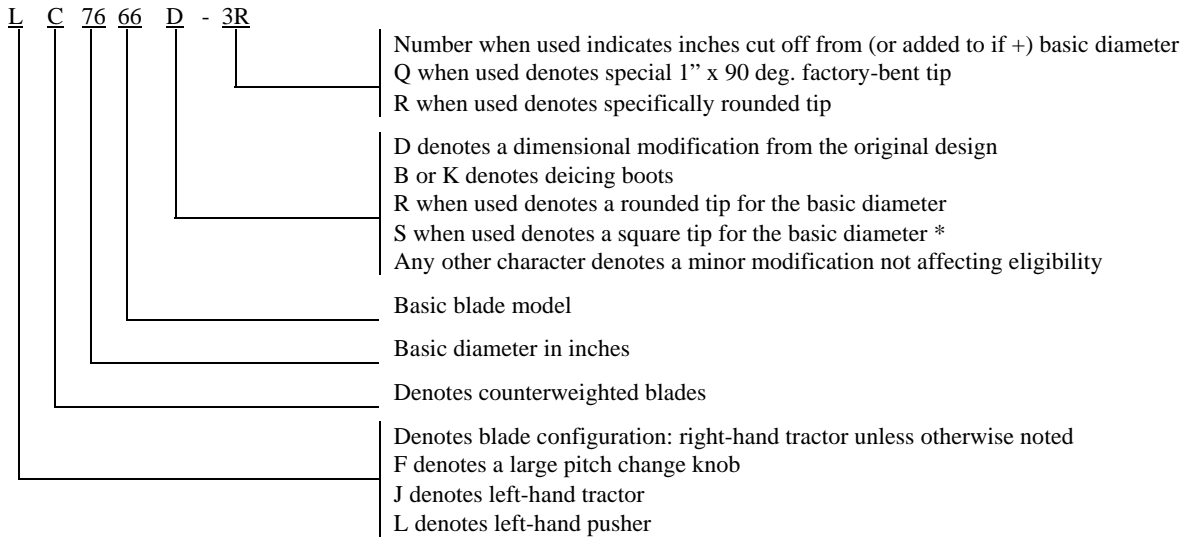 L C 76 66 D - 3R
Number when used indicates inches cut off from (or added to if +) basic diameter
Q when used denotes special 1” x 90 deg. factory-bent tip
R when used denotes specifically rounded tip
D denotes a dimensional modification from the original design
B or K denotes deicing boots
R when used denotes a rounded tip for the basic diameter
S when used denotes a square tip for the basic diameter *
Any other character denotes a minor modification not affecting eligibility
Basic blade model
Basic diameter in inches
Denotes counterweighted blades
Denotes blade configuration: right-hand tractor unless otherwise noted
F denotes a large pitch change knob
J denotes left-hand tractor
L denotes left-hand pusher